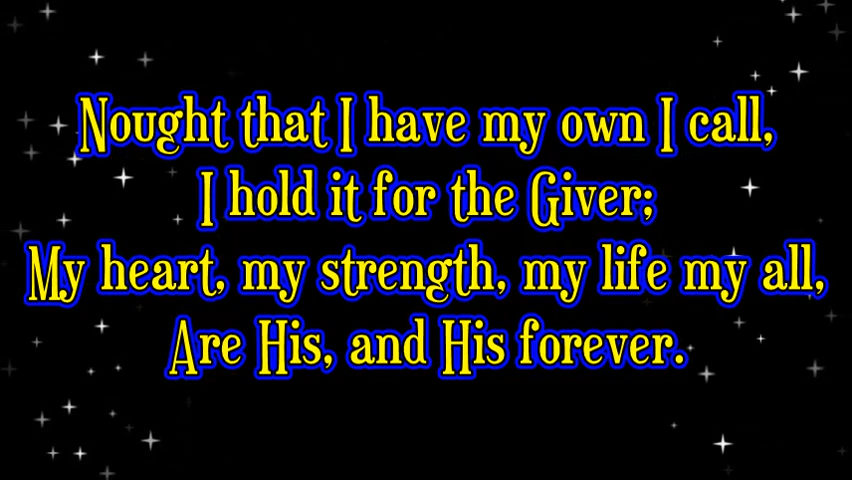 Nought that I have my own I call,
I hold it for the Giver;
My heart, my strength, my life my all,
Are His, and His forever.